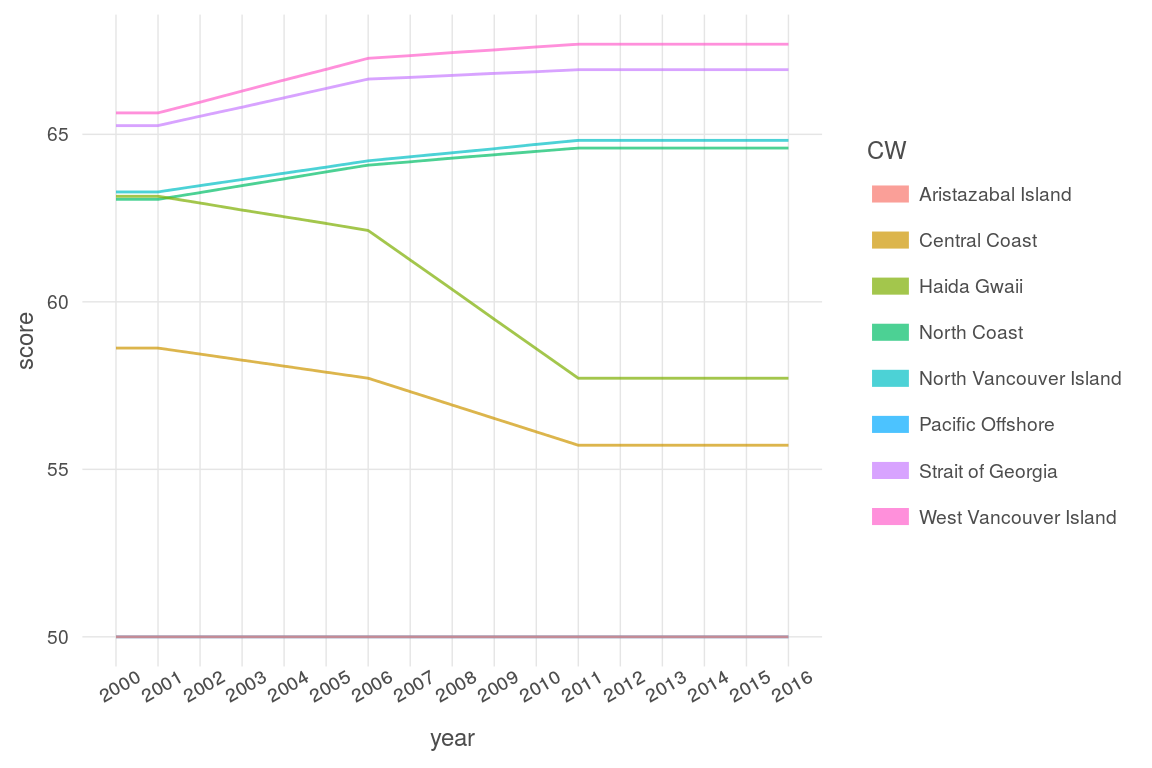 65
60
55
50
score
2000 2001 2002 2003 2004 2005 2006 2007 2008 2009 2010 2011 2012 2013 2014 2015 2016
year
CW
Aristazabal Island
Central Coast
Haida Gwaii
North Coast
North Vancouver Island
Pacific Offshore
Strait of Georgia
West Vancouver Island